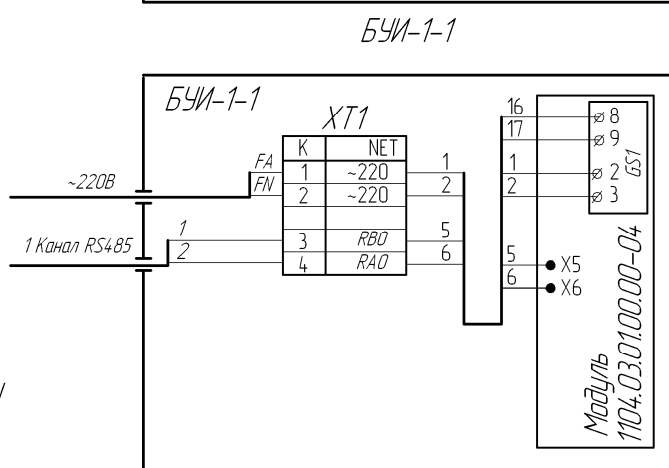 БУИ-1-1
БУИ-1-1
XT1
K NET
FA 1 ~220 1
FN 2 ~220 2
~220В
1 3 RBO 5
2 4 RAO 6
1 Канал RS485
16 8
17 9
1 2
2 3
GS1
5 X5
6 X6
Модуль
1104.03.01.00.00-04